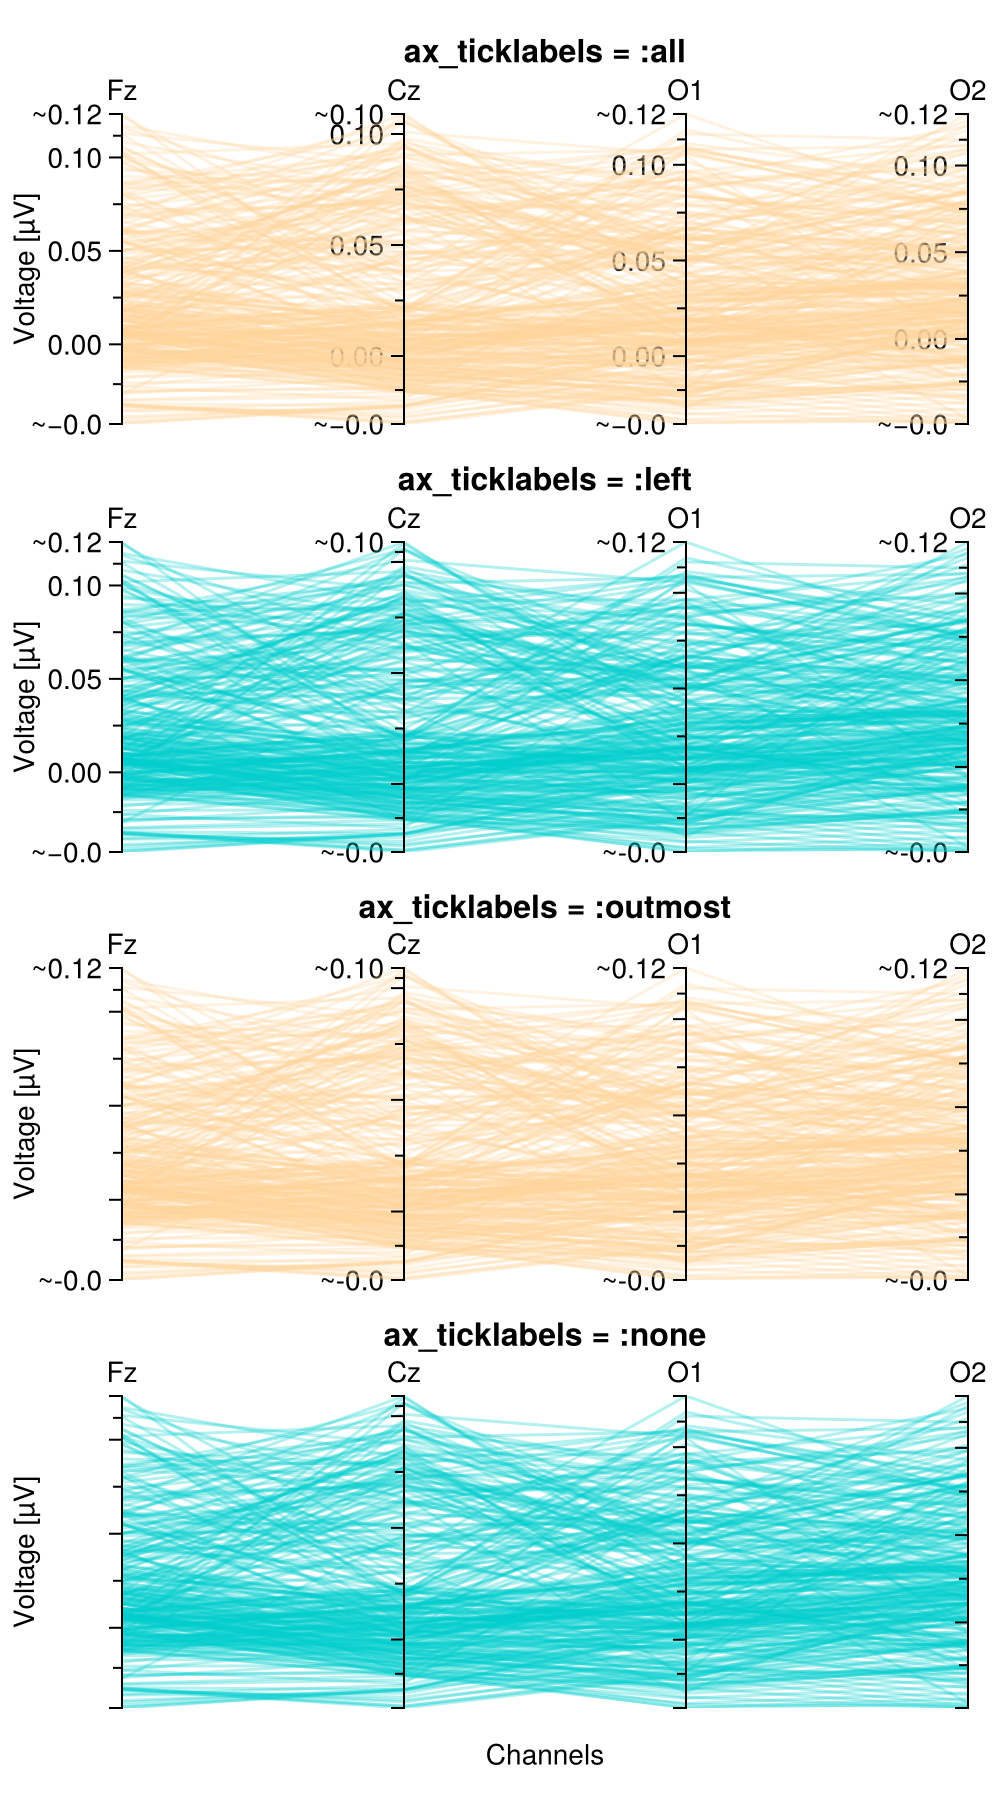 ax_ticklabels = :all
Fz Cz O1 O2
~0.12 ~0.10 ~0.12 ~0.12
0.10 0.10 0.10 0.10
0.05 0.05 0.05 0.05
0.00 0.00 0.00 0.00
~−0.0 ~−0.0 ~−0.0 ~−0.0
Voltage [µV]
ax_ticklabels = :left
Fz Cz O1 O2
~0.12 ~0.10 ~0.12 ~0.12
0.10
0.05
0.00
~−0.0 ~-0.0 ~-0.0 ~-0.0
Voltage [µV]
ax_ticklabels = :outmost
Fz Cz O1 O2
~0.12 ~0.10 ~0.12 ~0.12
~-0.0 ~-0.0 ~-0.0 ~-0.0
Voltage [µV]
ax_ticklabels = :none
Fz Cz O1 O2
Voltage [µV]
Channels